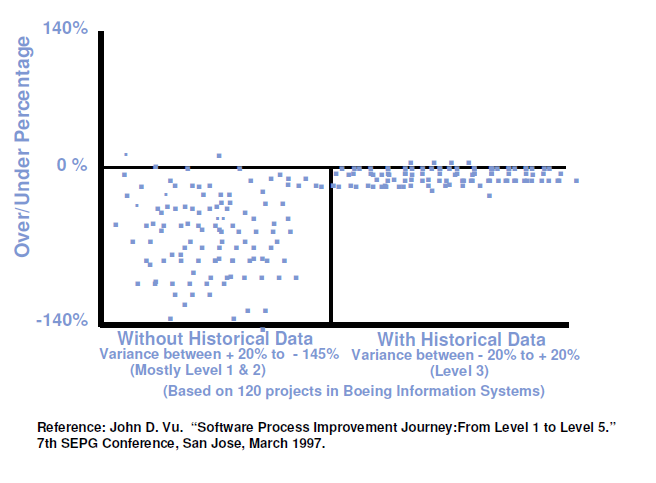 140%
Over/Under Percentage
0 %
-140%
Without Historical Data
With Historical Data
Variance between + 20% to - 145%
Variance between - 20% to + 20%
(Mostly Level 1 & 2)
(Level 3)
(Based on 120 projects in Boeing Information Systems)
Reference: John D. Vu. “Software Process Improvement Journey:From Level 1 to Level 5.”
7th SEPG Conference, San Jose, March 1997.